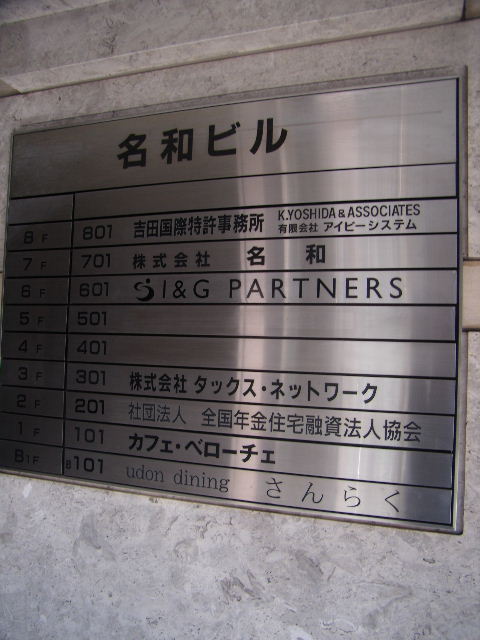 名和ビル
8F 801 吉田国際特許事務所 K.YOSHIDA & ASSOCIATES
有限会社 アイピーシステム
7F 701 株式会社 名和
6F 601 I&G PARTNERS
5F 501
4F 401
3F 301 株式会社 タックス・ネットワーク
2F 201 社団法人 全国年金住宅融資法人協会
1F 101 カフェ・ベローチェ
B1F B101 udon dining さんらく